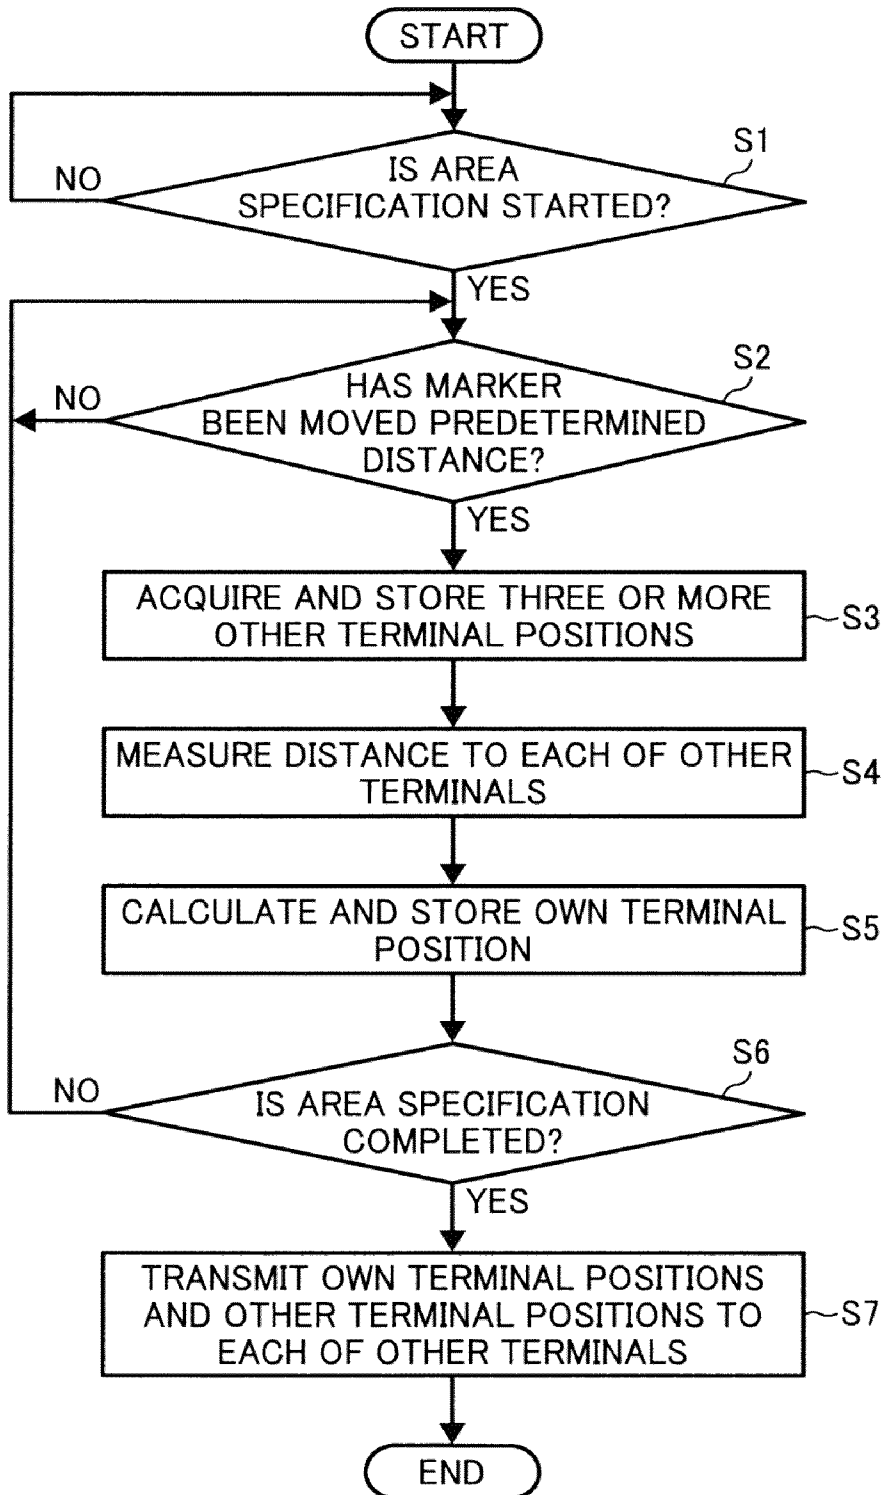 START
S1
IS AREA
SPECIFICATION STARTED?
NO
YES
S2
HAS MARKER
BEEN MOVED PREDETERMINED
DISTANCE?
NO
YES
ACQUIRE AND STORE THREE OR MORE
OTHER TERMINAL POSITIONS
S3
MEASURE DISTANCE TO EACH OF OTHER
TERMINALS
S4
CALCULATE AND STORE OWN TERMINAL
POSITION
S5
S6
IS AREA SPECIFICATION
COMPLETED?
NO
YES
TRANSMIT OWN TERMINAL POSITIONS
AND OTHER TERMINAL POSITIONS TO
EACH OF OTHER TERMINALS
S7
END